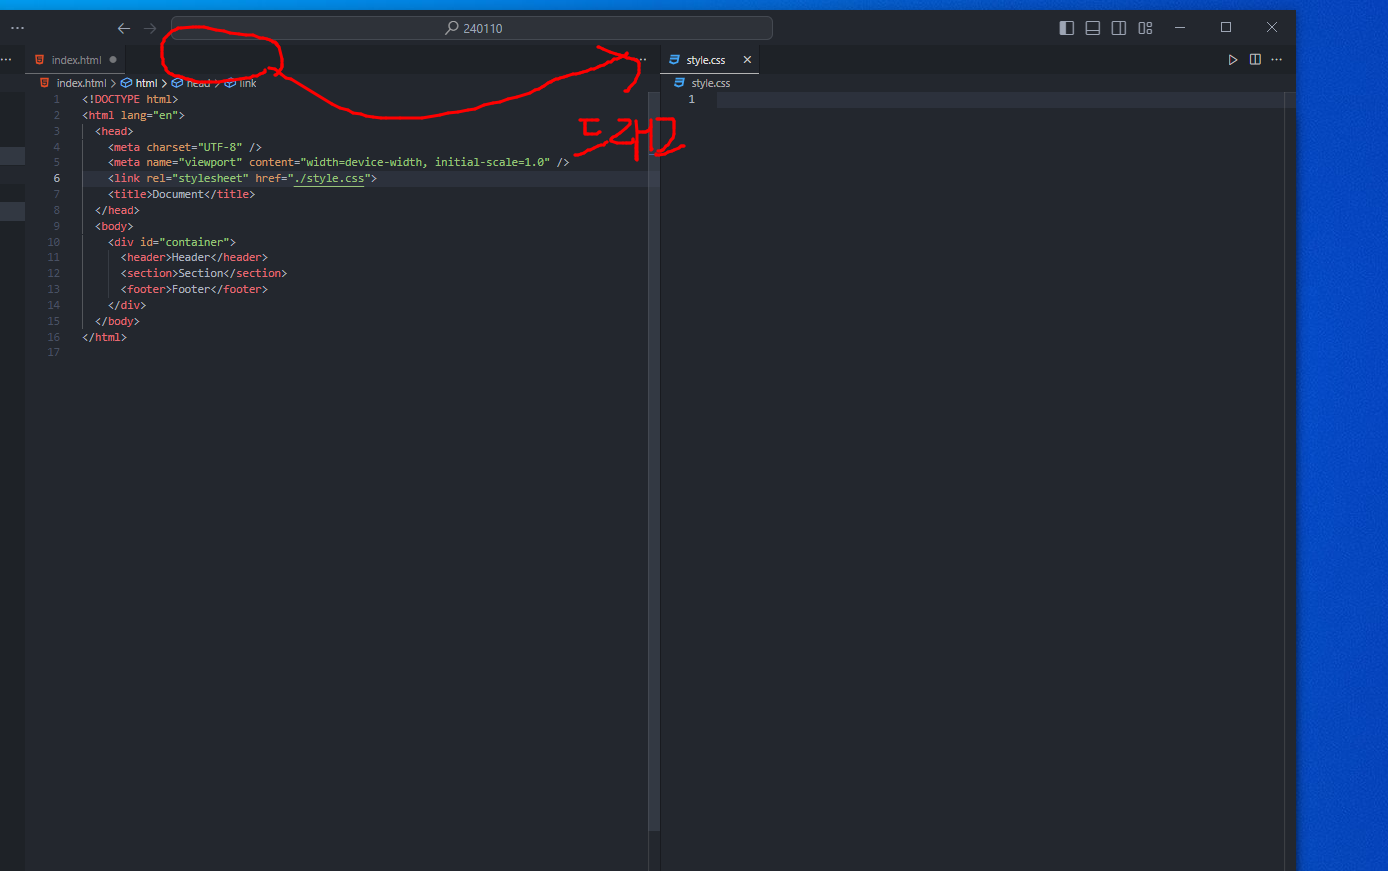 240110
index.html
index.html > html > head > link
1 <!DOCTYPE html>
2 <html lang="en">
3 <head>
4 <meta charset="UTF-8" />
5 <meta name="viewport" content="width=device-width, initial-scale=1.0" />
6 <link rel="stylesheet" href="./style.css">
7 <title>Document</title>
8 </head>
9 <body>
10 <div id="container">
11 <header>Header</header>
12 <section>Section</section>
13 <footer>Footer</footer>
14 </div>
15 </body>
16 </html>
17
드래그
style.css
style.css
1